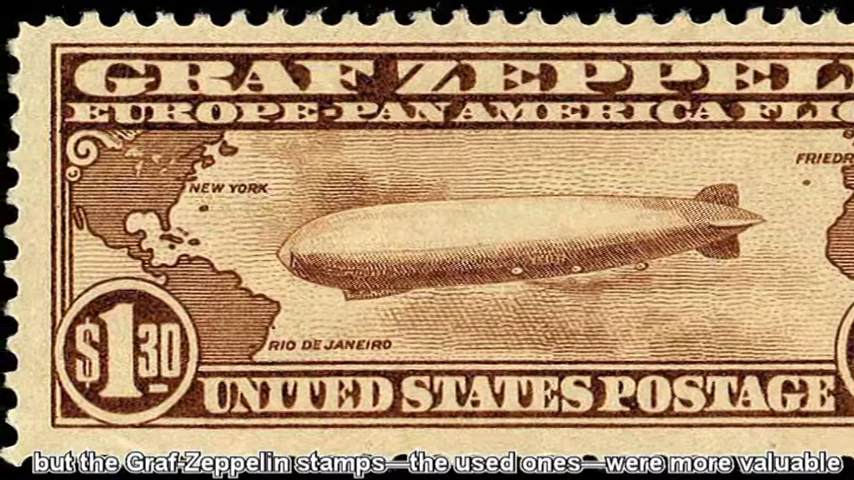 GRAF ZEPPEL
EUROPE-PAN AMERICA FLIG
FRIEDR
NEW YORK
RIO DE JANEIRO
$1.30
UNITED STATES POSTAGE
but the Graf-Zeppelin stamps—the used ones—were more valuable